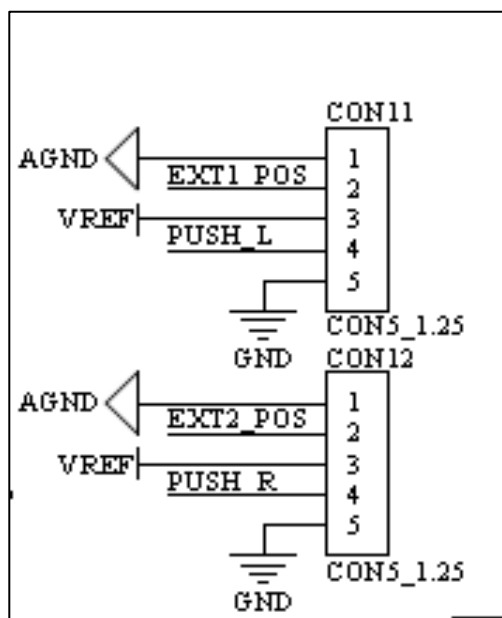 CON11
AGND 1
EXT1_POS 2
VREF 3
PUSH_L 4
5
GND
CON5_1.25
CON12
AGND 1
EXT2_POS 2
VREF 3
PUSH_R 4
5
CON5_1.25
GND